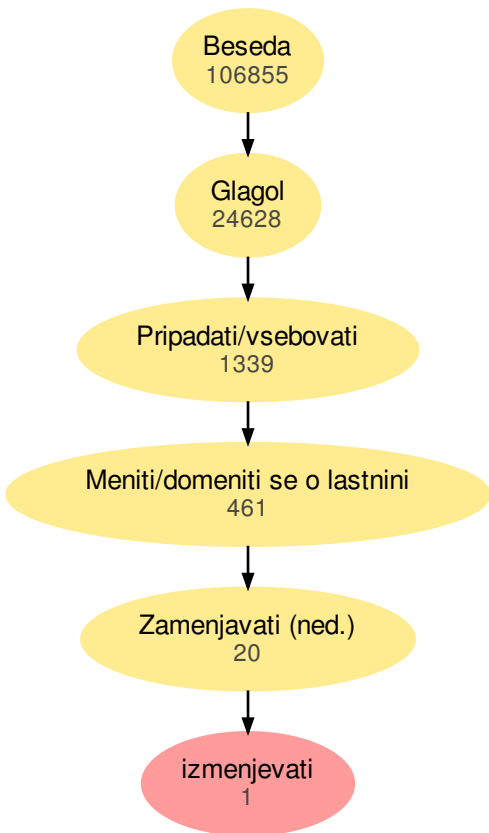 Beseda
106855
Glagol
24628
Pripadati/vsebovati
1339
Meniti/domeniti se o lastnini
461
Zamenjavati (ned.)
20
izmenjevati
1